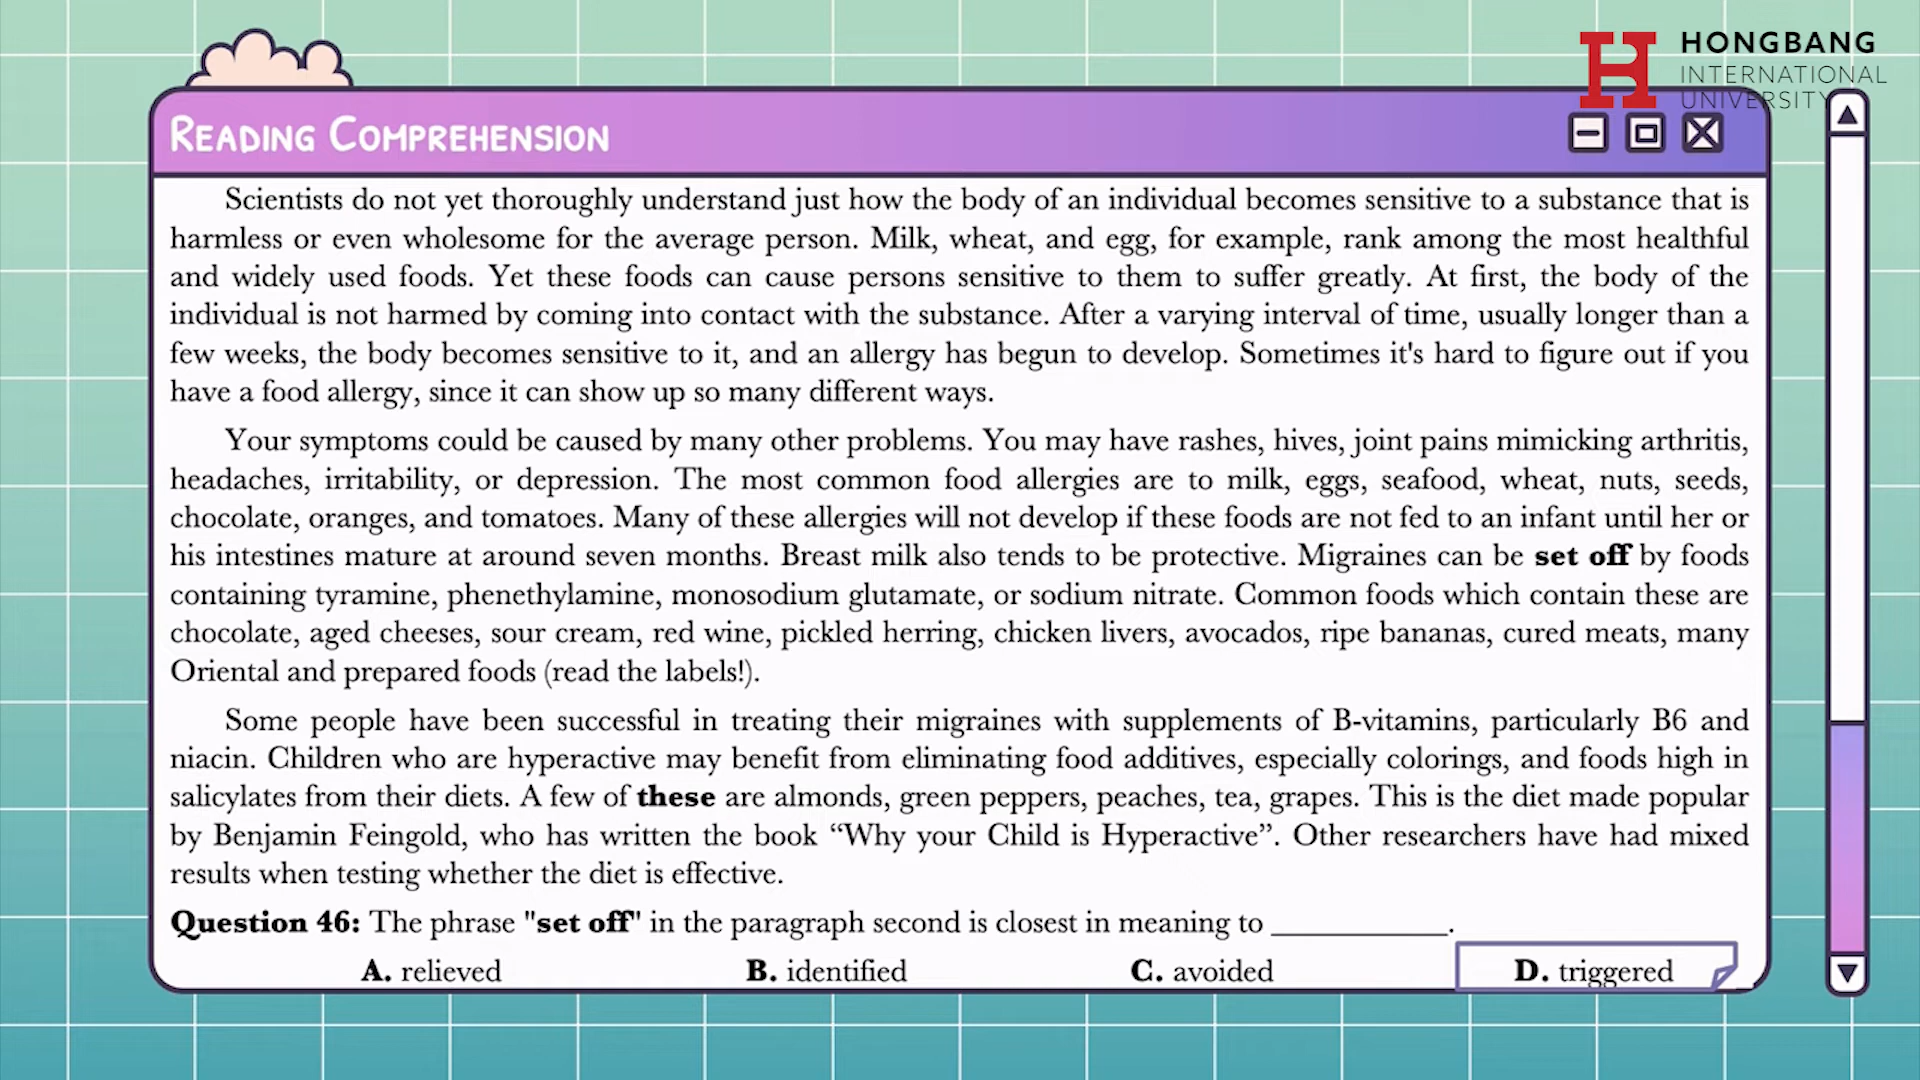 HONGBANG
INTERNATIONAL
UNIVERSITY
READING COMPREHENSION
Scientists do not yet thoroughly understand just how the body of an individual becomes sensitive to a substance that is
harmless or even wholesome for the average person. Milk, wheat, and egg, for example, rank among the most healthful
and widely used foods. Yet these foods can cause persons sensitive to them to suffer greatly. At first, the body of the
individual is not harmed by coming into contact with the substance. After a varying interval of time, usually longer than a
few weeks, the body becomes sensitive to it, and an allergy has begun to develop. Sometimes it's hard to figure out if you
have a food allergy, since it can show up so many different ways.
Your symptoms could be caused by many other problems. You may have rashes, hives, joint pains mimicking arthritis,
headaches, irritability, or depression. The most common food allergies are to milk, eggs, seafood, wheat, nuts, seeds,
chocolate, oranges, and tomatoes. Many of these allergies will not develop if these foods are not fed to an infant until her or
his intestines mature at around seven months. Breast milk also tends to be protective. Migraines can be set off by foods
containing tyramine, phenethylamine, monosodium glutamate, or sodium nitrate. Common foods which contain these are
chocolate, aged cheeses, sour cream, red wine, pickled herring, chicken livers, avocados, ripe bananas, cured meats, many
Oriental and prepared foods (read the labels!).
Some people have been successful in treating their migraines with supplements of B-vitamins, particularly B6 and
niacin. Children who are hyperactive may benefit from eliminating food additives, especially colorings, and foods high in
salicylates from their diets. A few of these are almonds, green peppers, peaches, tea, grapes. This is the diet made popular
by Benjamin Feingold, who has written the book “Why your Child is Hyperactive”. Other researchers have had mixed
results when testing whether the diet is effective.
Question 46: The phrase "set off" in the paragraph second is closest in meaning to ____________.
A. relieved B. identified C. avoided D. triggered